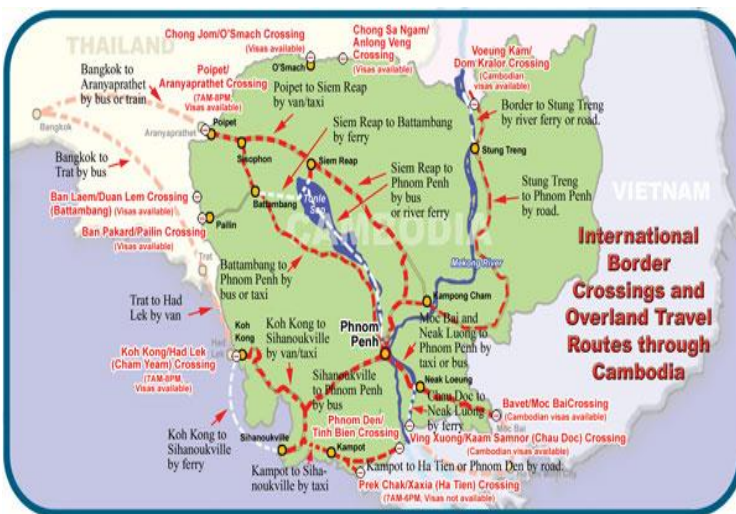 THAILAND
Chong Jom/O'Smach Crossing
(Visas available)
Chong Sa Ngam/
Anlong Veng
Crossing
(Visas available)
Voeung Kam/
Dom Kralor Crossing
(Cambodian
visas available)
O'Smach
Bangkok to
Aranyaprathet
by bus or train
Poipet/
Aranyaprathet Crossing
(7AM-8PM,
Visas available)
Poipet to Siem Reap
by van/taxi
Border to Stung Treng
by river ferry or road.
Bangkok
Aranyaprathet
Poipet
Siem Reap to Battambang
by ferry
Sisophon
Siem Reap
Stung Treng
Bangkok to
Trat by bus
Siem Reap to
Phnom Penh
by bus
or river ferry
Stung Treng
to Phnom Penh
by road.
VIETNAM
Ban Laem/Duan Lem Crossing
(Battambang) (Visas available)
Battambang
Tonle
Sap
Pailin
Ban Pakard/Pailin Crossing
(Visas available)
CAMBODIA
International
Border
Crossings and
Overland Travel
Routes through
Cambodia
Trat
Battambang to
Phnom Penh by
bus or taxi
Mekong River
Kampong Cham
Trat to Had
Lek by van
Moc Bai and
Neak Luong to
Phnom Penh by
taxi or bus
Koh
Kong
Had
Lek
Koh Kong to
Sihanoukville
by van/taxi
Phnom
Penh
Koh Kong/Had Lek
(Cham Yeam) Crossing
(7AM-8PM,
Visas available)
Sihanoukville
to Phnom Penh
by bus
Neak Loeung
Chau Doc to
Neak Luong
by ferry
Bavet/Moc BaiCrossing
(Cambodian visas available)
Moc Bai
Phnom Den/
Tinh Bien Crossing
Ving Xuong/Kaam Samnor (Chau Doc) Crossing
(Cambodian visas available)
Koh Kong to
Sihanoukville
by ferry
Sihanoukville
Kampot
Kampot to Siha-
noukville by taxi
Kampot to Ha Tien or Phnom Den by road.
Prek Chak/Xaxia (Ha Tien) Crossing
(7AM-6PM, Visas not available)